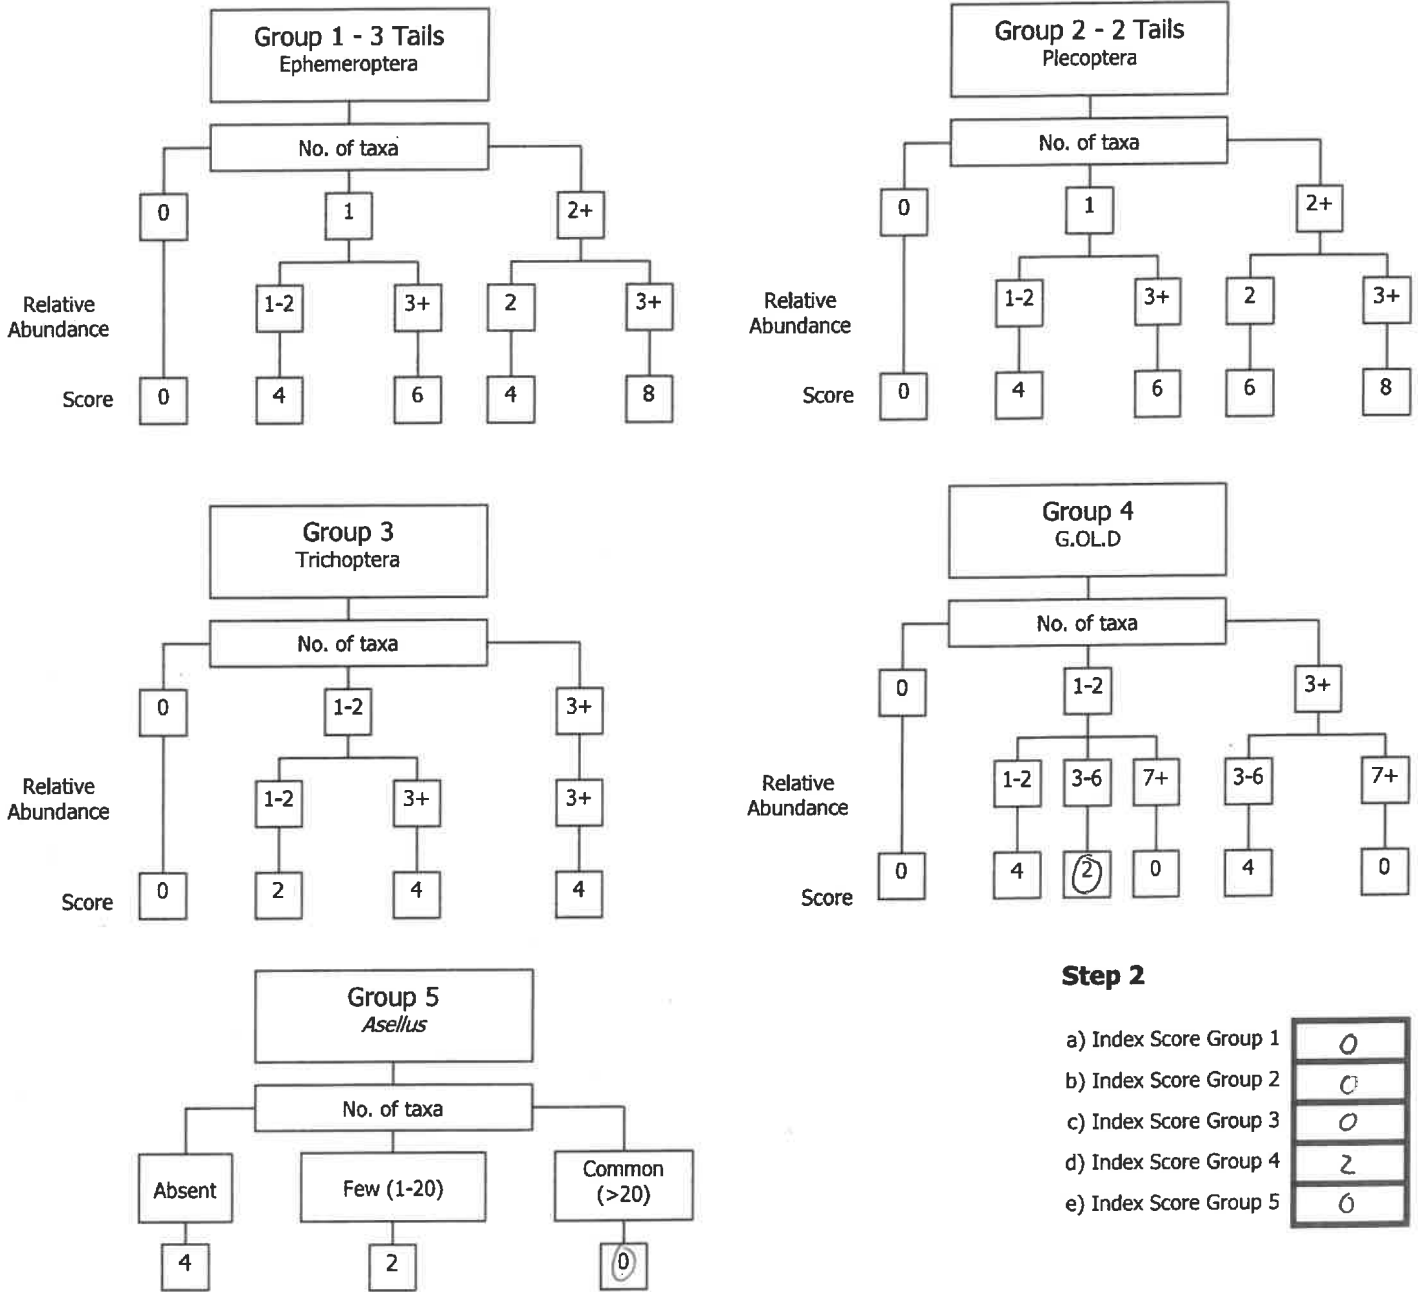 Group 1 - 3 Tails
Ephemeroptera
No. of taxa
0 1 2+
Relative
Abundance
1-2 3+ 2 3+
Score
0 4 6 4 8
Group 2 - 2 Tails
Plecoptera
No. of taxa
0 1 2+
Relative
Abundance
1-2 3+ 2 3+
Score
0 4 6 6 8
Group 3
Trichoptera
No. of taxa
0 1-2 3+
Relative
Abundance
1-2 3+ 3+
Score
0 2 4 4
Group 4
G.OL.D
No. of taxa
0 1-2 3+
Relative
Abundance
1-2 3-6 7+ 3-6 7+
Score
0 4 2 0 4 0
Group 5
Asellus
No. of taxa
Absent Few (1-20) Common
(>20)
4 2 0
Step 2
a) Index Score Group 1 0
b) Index Score Group 2 0
c) Index Score Group 3 0
d) Index Score Group 4 2
e) Index Score Group 5 0